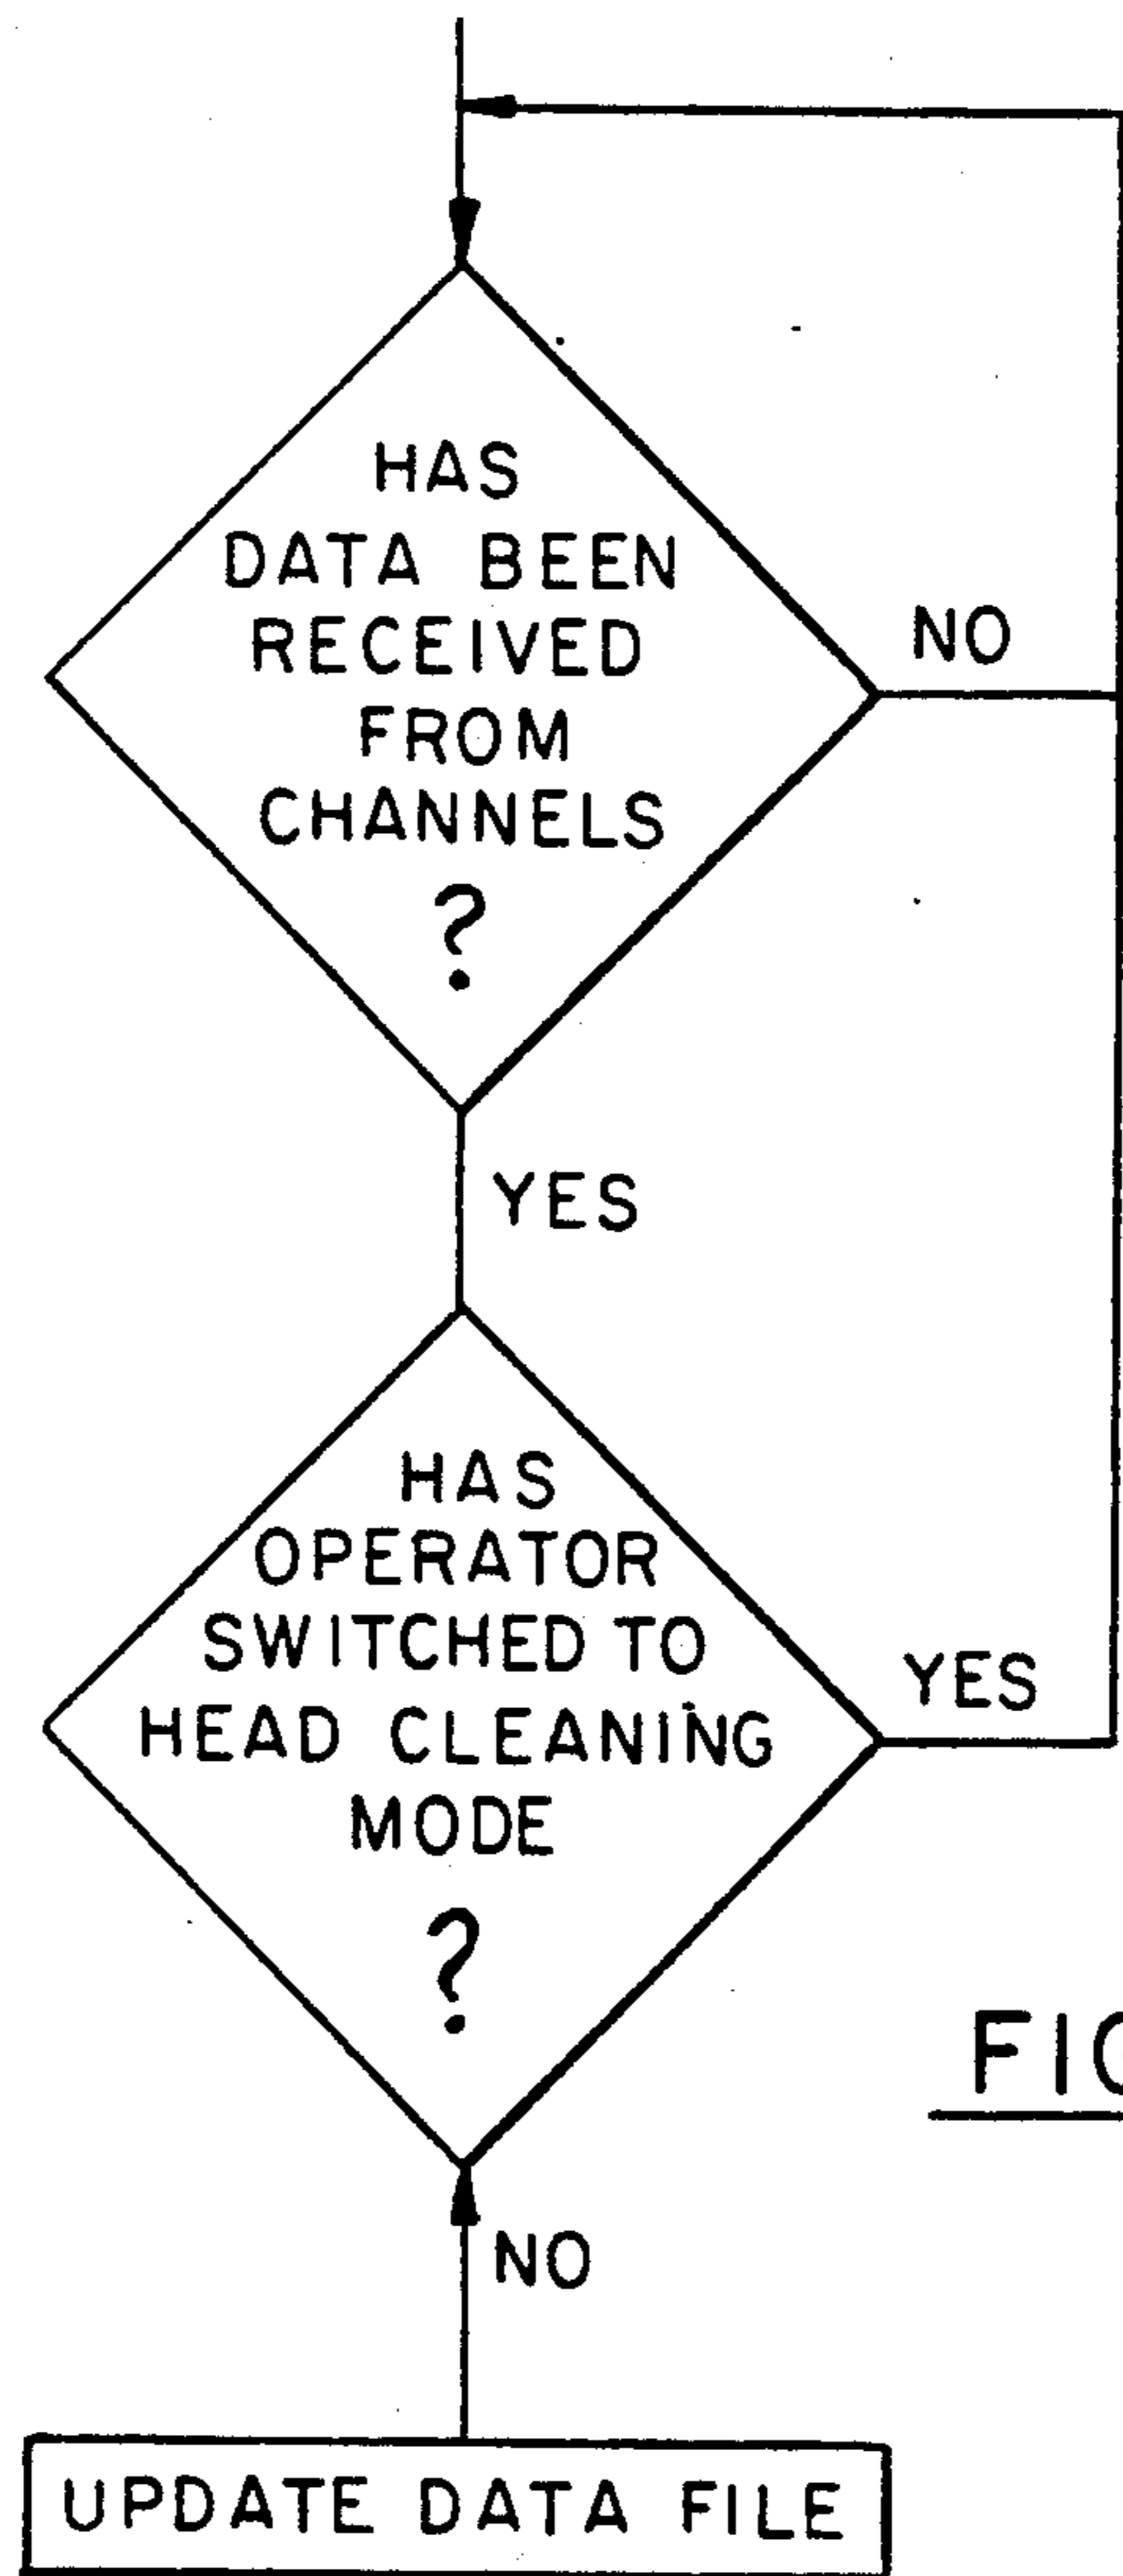 HAS
DATA BEEN
RECEIVED
FROM
CHANNELS
?
NO
YES
HAS
OPERATOR
SWITCHED TO
HEAD CLEANING
MODE
?
YES
FIG
NO
UPDATE DATA FILE